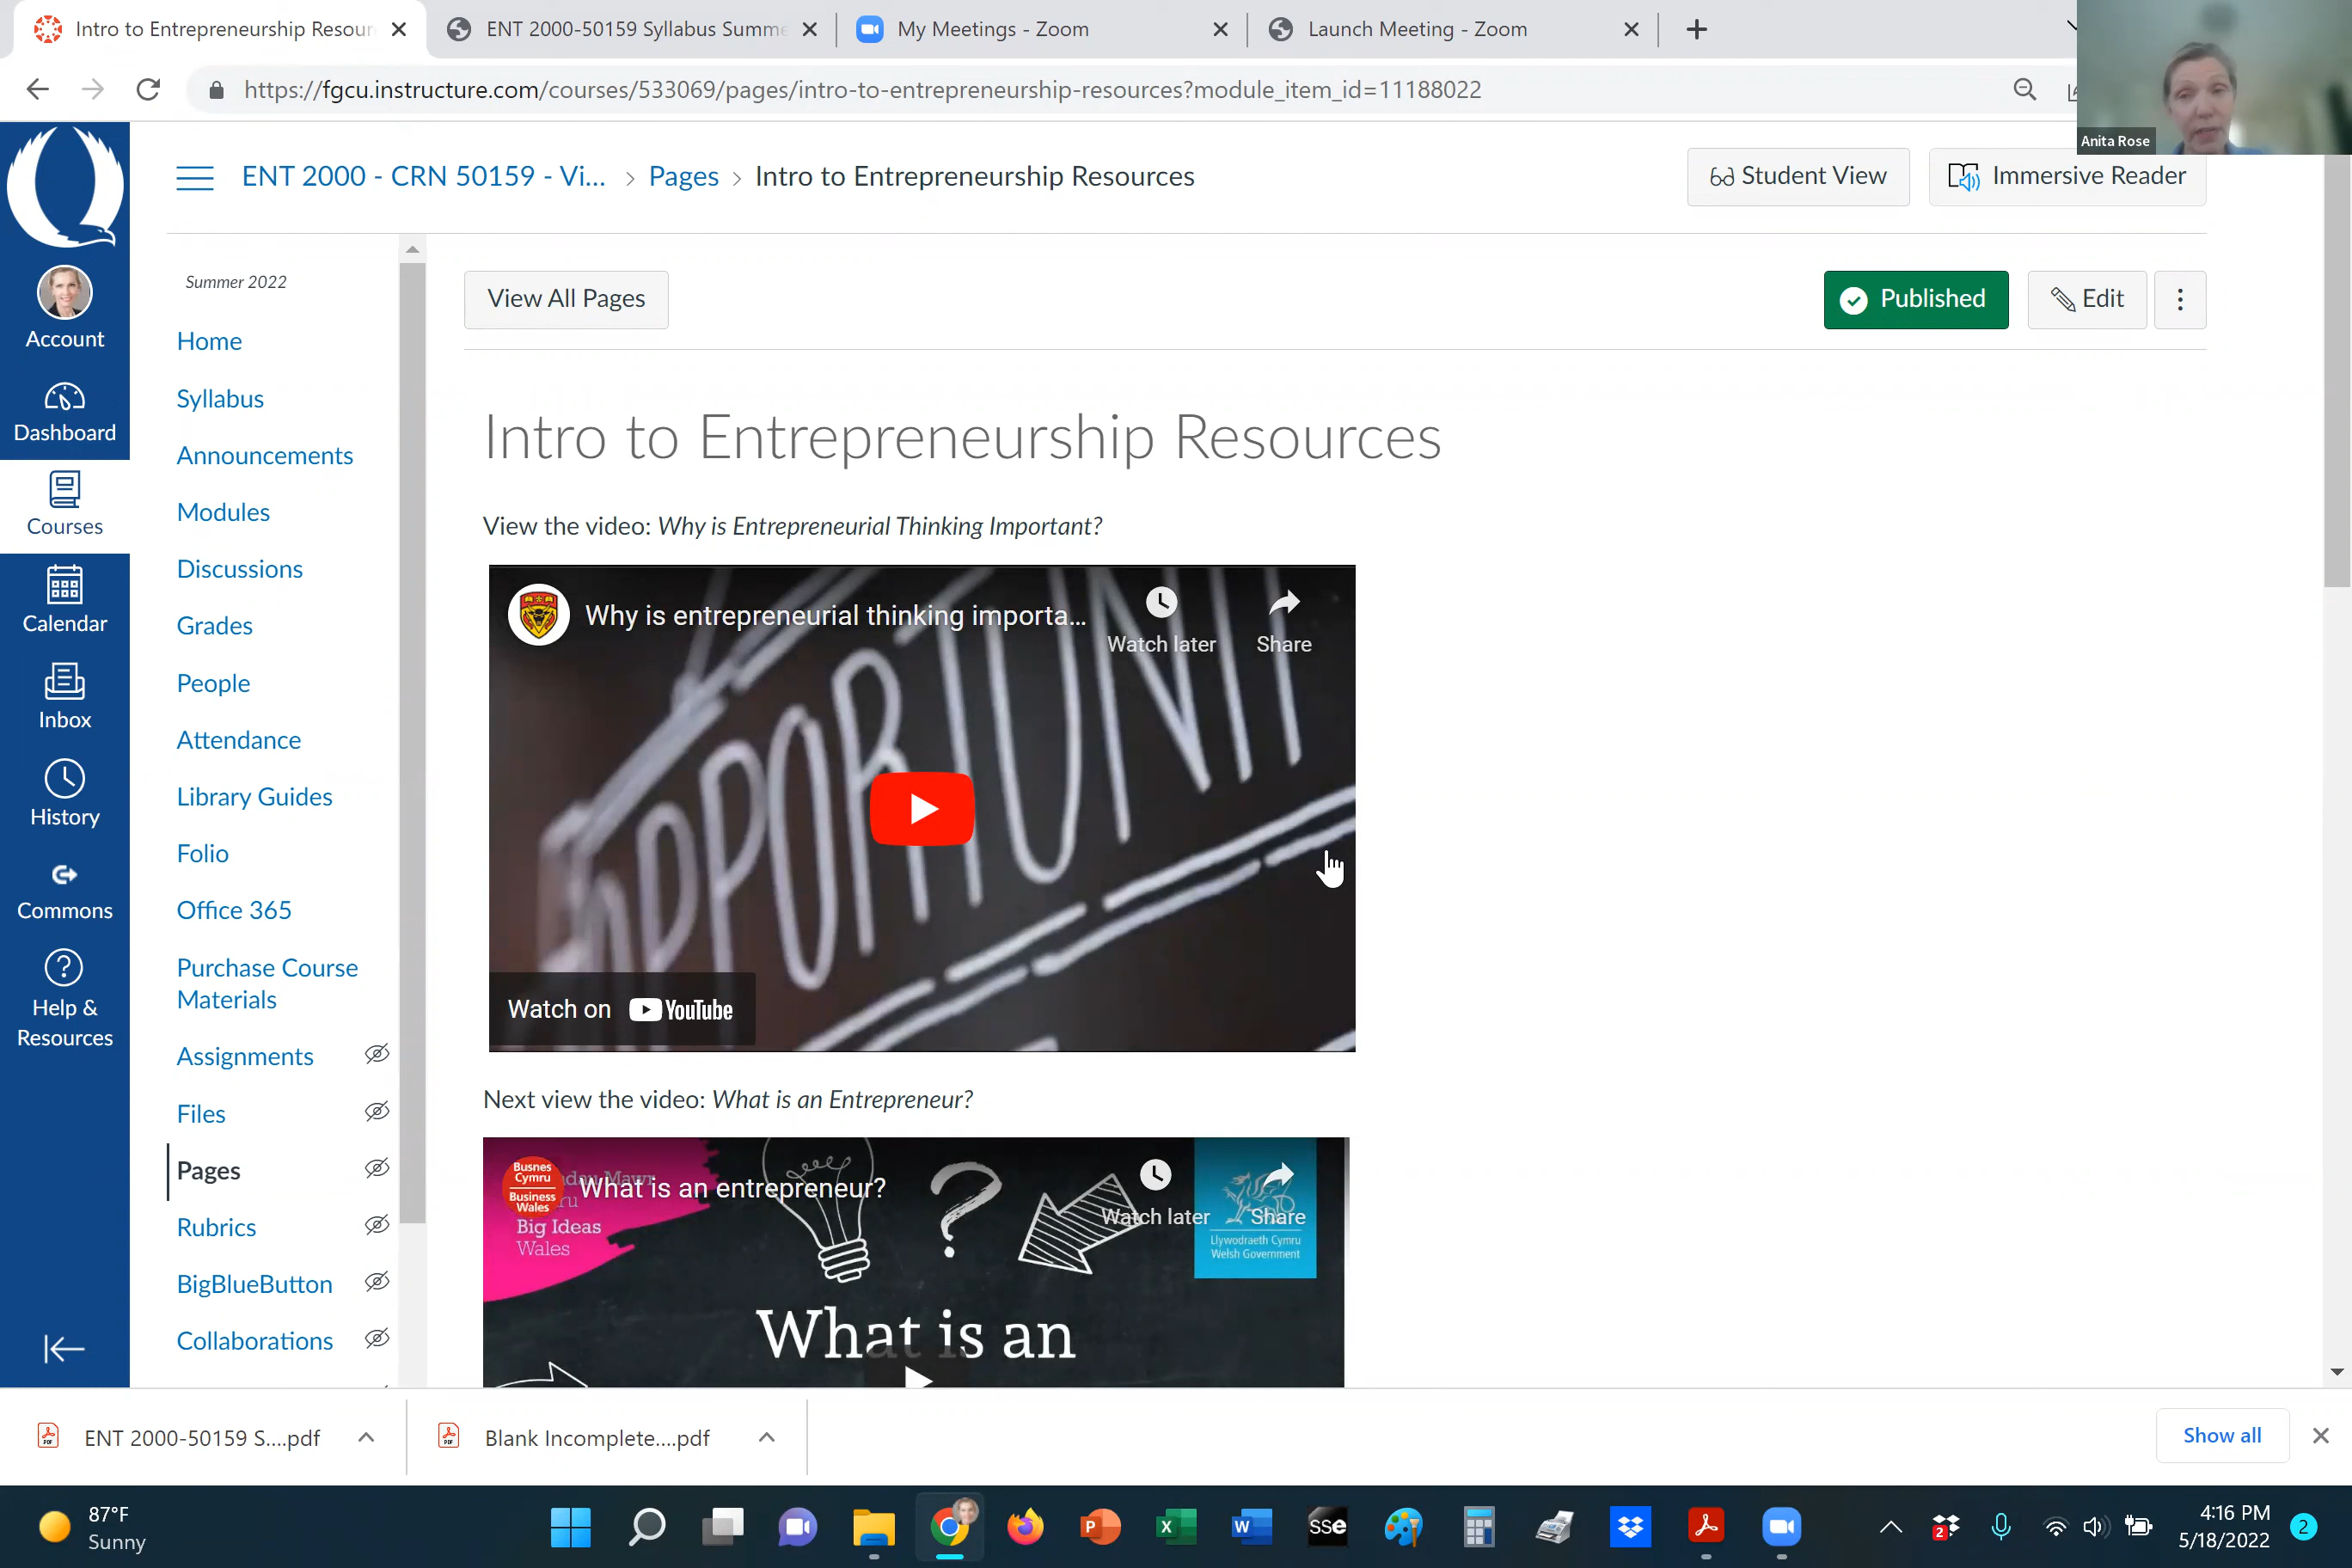 Intro to Entrepreneurship Resour
ENT 2000-50159 Syllabus Summe
My Meetings - Zoom
Launch Meeting - Zoom
https://fgcu.instructure.com/courses/533069/pages/intro-to-entrepreneurship-resources?module_item_id=11188022
Anita Rose
ENT 2000 - CRN 50159 - Vi... > Pages > Intro to Entrepreneurship Resources
Student View
Immersive Reader
Account
Dashboard
Courses
Calendar
Inbox
History
Commons
Help &
Resources
Summer 2022
Home
Syllabus
Announcements
Modules
Discussions
Grades
People
Attendance
Library Guides
Folio
Office 365
Purchase Course
Materials
Assignments
Files
Pages
Rubrics
BigBlueButton
Collaborations
View All Pages
Published
Edit
Intro to Entrepreneurship Resources
View the video: Why is Entrepreneurial Thinking Important?
Why is entrepreneurial thinking importa...
Watch later
Share
OPPORTUNIT
Watch on YouTube
Next view the video: What is an Entrepreneur?
Busnes
Cymru
Business
Wales
What is an entrepreneur?
Big Ideas
Wales
Watch later
Share
Llywodraeth Cymru
Welsh Government
What is an
ENT 2000-50159 S....pdf
Blank Incomplete....pdf
Show all
87°F
Sunny
P
X
W
sse
2
4:16 PM
5/18/2022
2